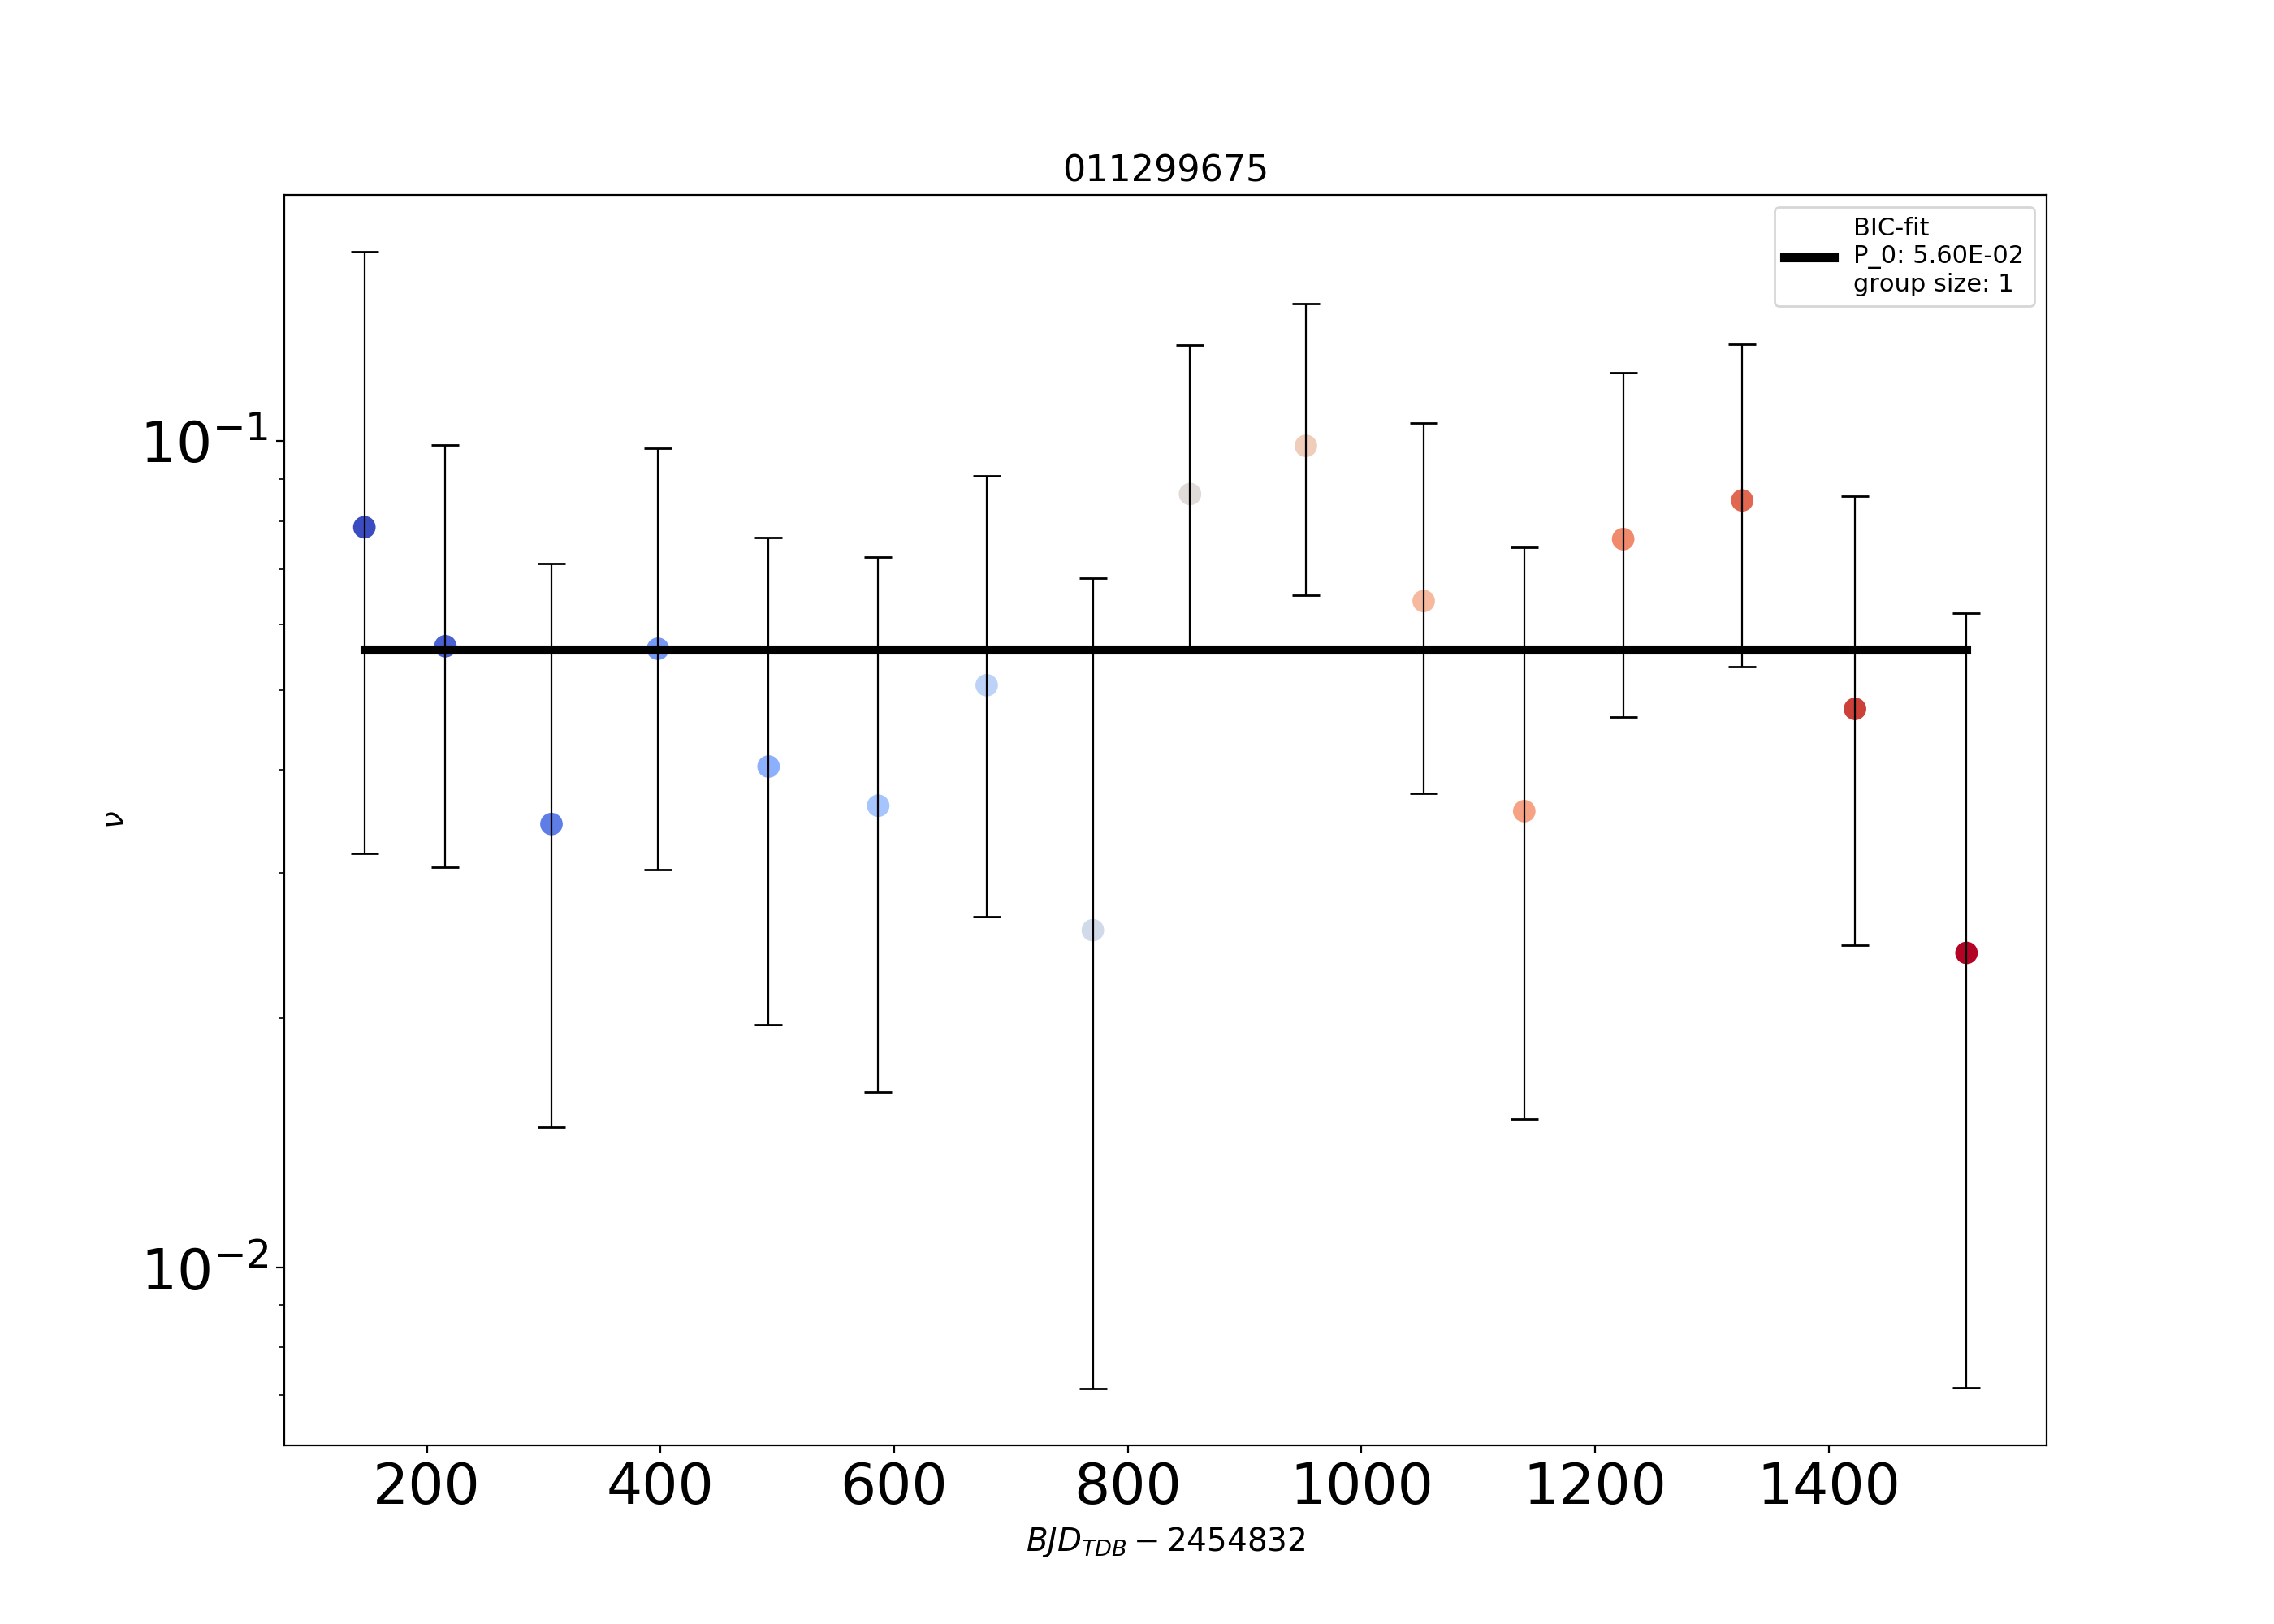 011299675
BIC-fit
P_0: 5.60E-02
group size: 1
10⁻¹
10⁻²
ν
200 400 600 800 1000 1200 1400
BJD_TDB − 2454832